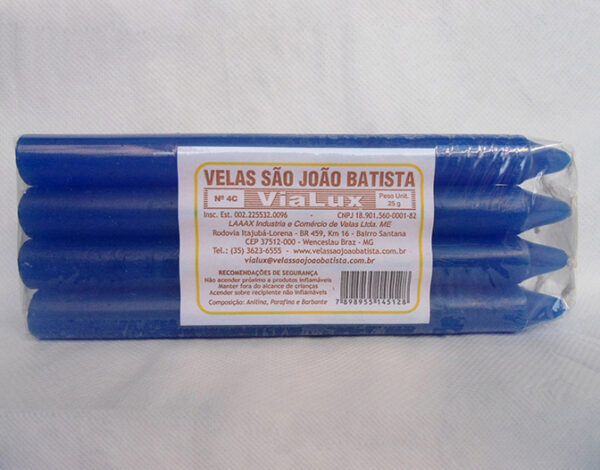 VELAS SÃO JOÃO BATISTA
Nº 4C ViaLux Peso Unit. 25 g
Insc. Est. 002.225532.0096 - CNPJ 18.901.560-0001-82
LAAAX Industria e Comércio de Velas Ltda. ME
Rodovia Itajubá-Lorena - BR 459, Km 16 - Bairro Santana
CEP 37512-000 - Wenceslau Braz - MG
Tel.: (35) 3623-6555 - www.velassaojoaobatista.com.br
vialux@velassaojoaobatista.com.br
RECOMENDAÇÕES DE SEGURANÇA
Não acender próximo a produtos inflamáveis
Manter fora do alcance de crianças
Acender sobre recipiente não inflamáveis
Composição: Anilina, Parafina e Barbante
7 898955 145128